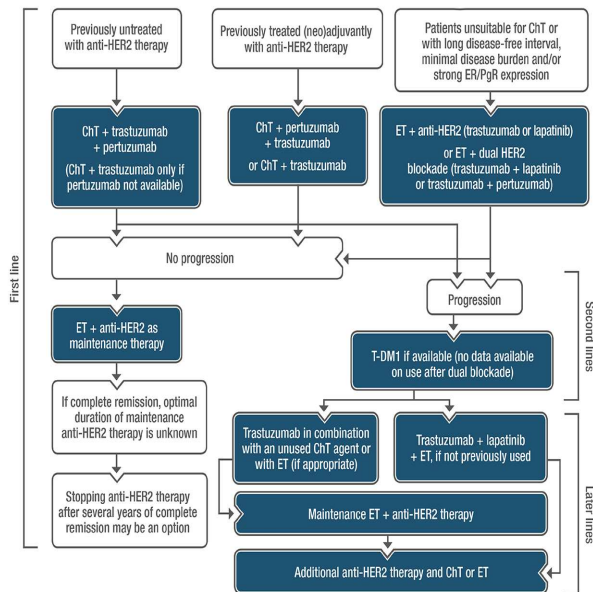 Previously untreated
with anti-HER2 therapy
Previously treated (neo)adjuvantly
with anti-HER2 therapy
Patients unsuitable for ChT or
with long disease-free interval,
minimal disease burden and/or
strong ER/PgR expression
ChT + trastuzumab
+ pertuzumab
(ChT + trastuzumab only if
pertuzumab not available)
ChT + pertuzumab
+ trastuzumab
or ChT + trastuzumab
ET + anti-HER2 (trastuzumab or lapatinib)
or ET + dual HER2
blockade (trastuzumab + lapatinib
or trastuzumab + pertuzumab)
First line
No progression
Progression
Second lines
ET + anti-HER2 as
maintenance therapy
T-DM1 if available (no data available
on use after dual blockade)
If complete remission, optimal
duration of maintenance
anti-HER2 therapy is unknown
Trastuzumab in combination
with an unused ChT agent or
with ET (if appropriate)
Trastuzumab + lapatinib
+ ET, if not previously used
Later lines
Stopping anti-HER2 therapy
after several years of complete
remission may be an option
Maintenance ET + anti-HER2 therapy
Additional anti-HER2 therapy and ChT or ET